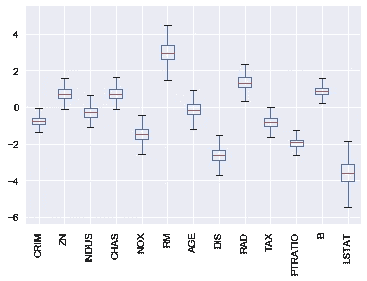 4
2
0
−2
−4
−6
CRIM
ZN
INDUS
CHAS
NOX
RM
AGE
DIS
RAD
TAX
PTRATIO
B
LSTAT